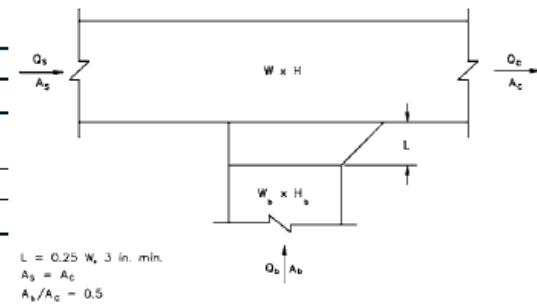 Qs
As
W x H
Qc
Ac
L
Wb x Hb
L = 0.25 W, 3 in. min.
As = Ac
Ab/Ac = 0.5
Qb Ab